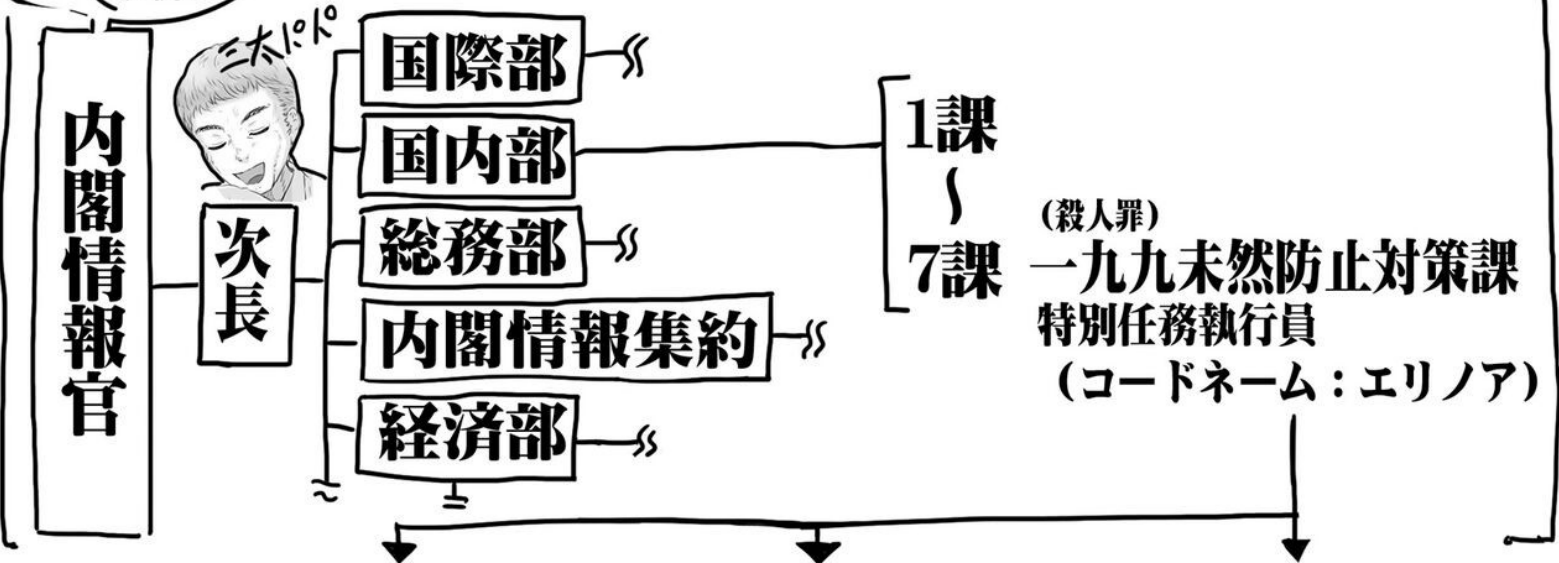 内閣情報官
三太パパ
次長
国際部
国内部
総務部
内閣情報集約
経済部
1課
〜
7課
(殺人罪)
一九九未然防止対策課
特別任務執行員
(コードネーム:エリノア)